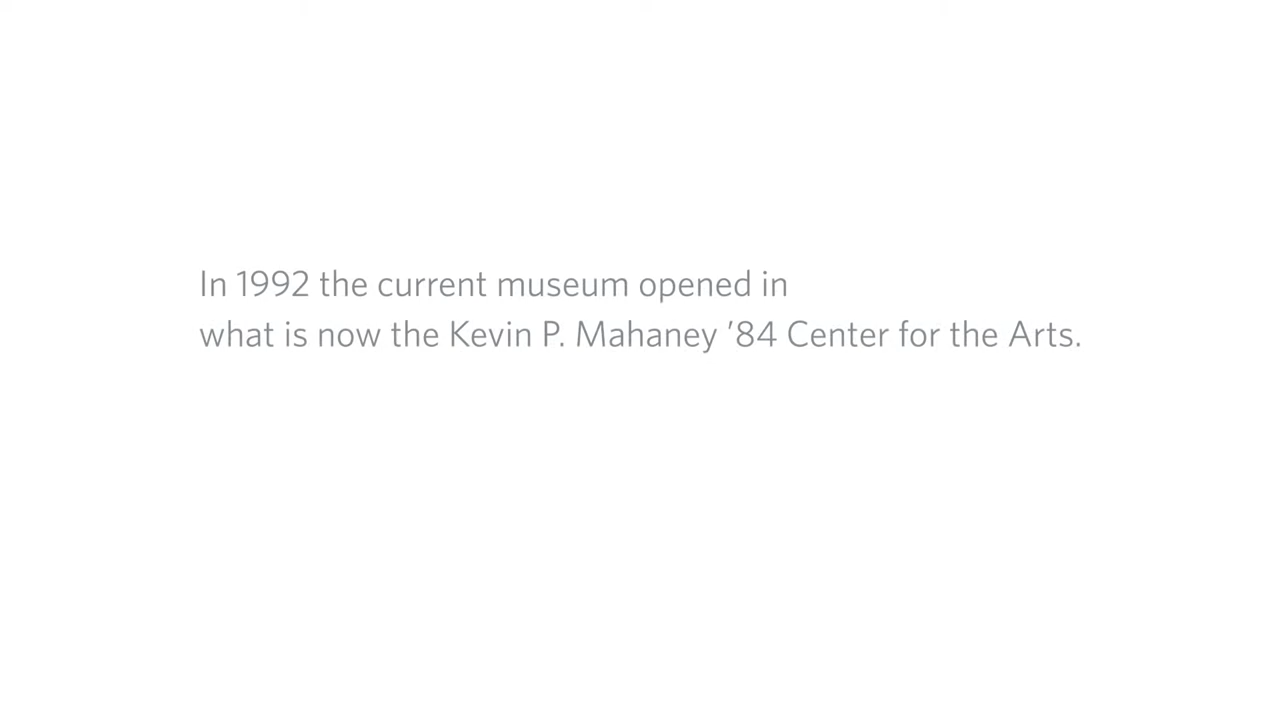 In 1992 the current museum opened in
what is now the Kevin P. Mahaney ’84 Center for the Arts.